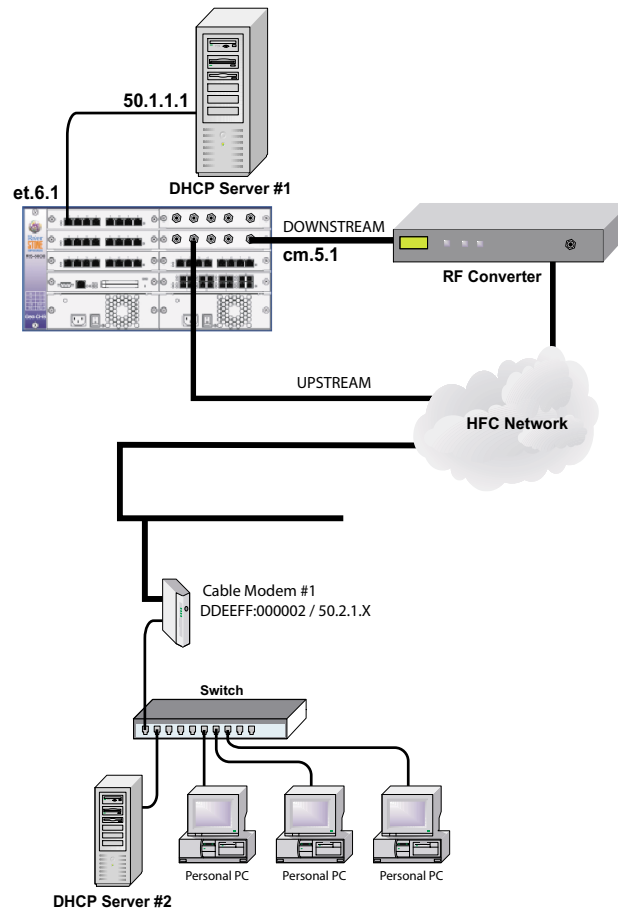 50.1.1.1
DHCP Server #1
et.6.1
DOWNSTREAM
cm.5.1
RF Converter
UPSTREAM
HFC Network
Cable Modem #1
DDEEFF:000002 / 50.2.1.X
Switch
Personal PC
Personal PC
Personal PC
DHCP Server #2